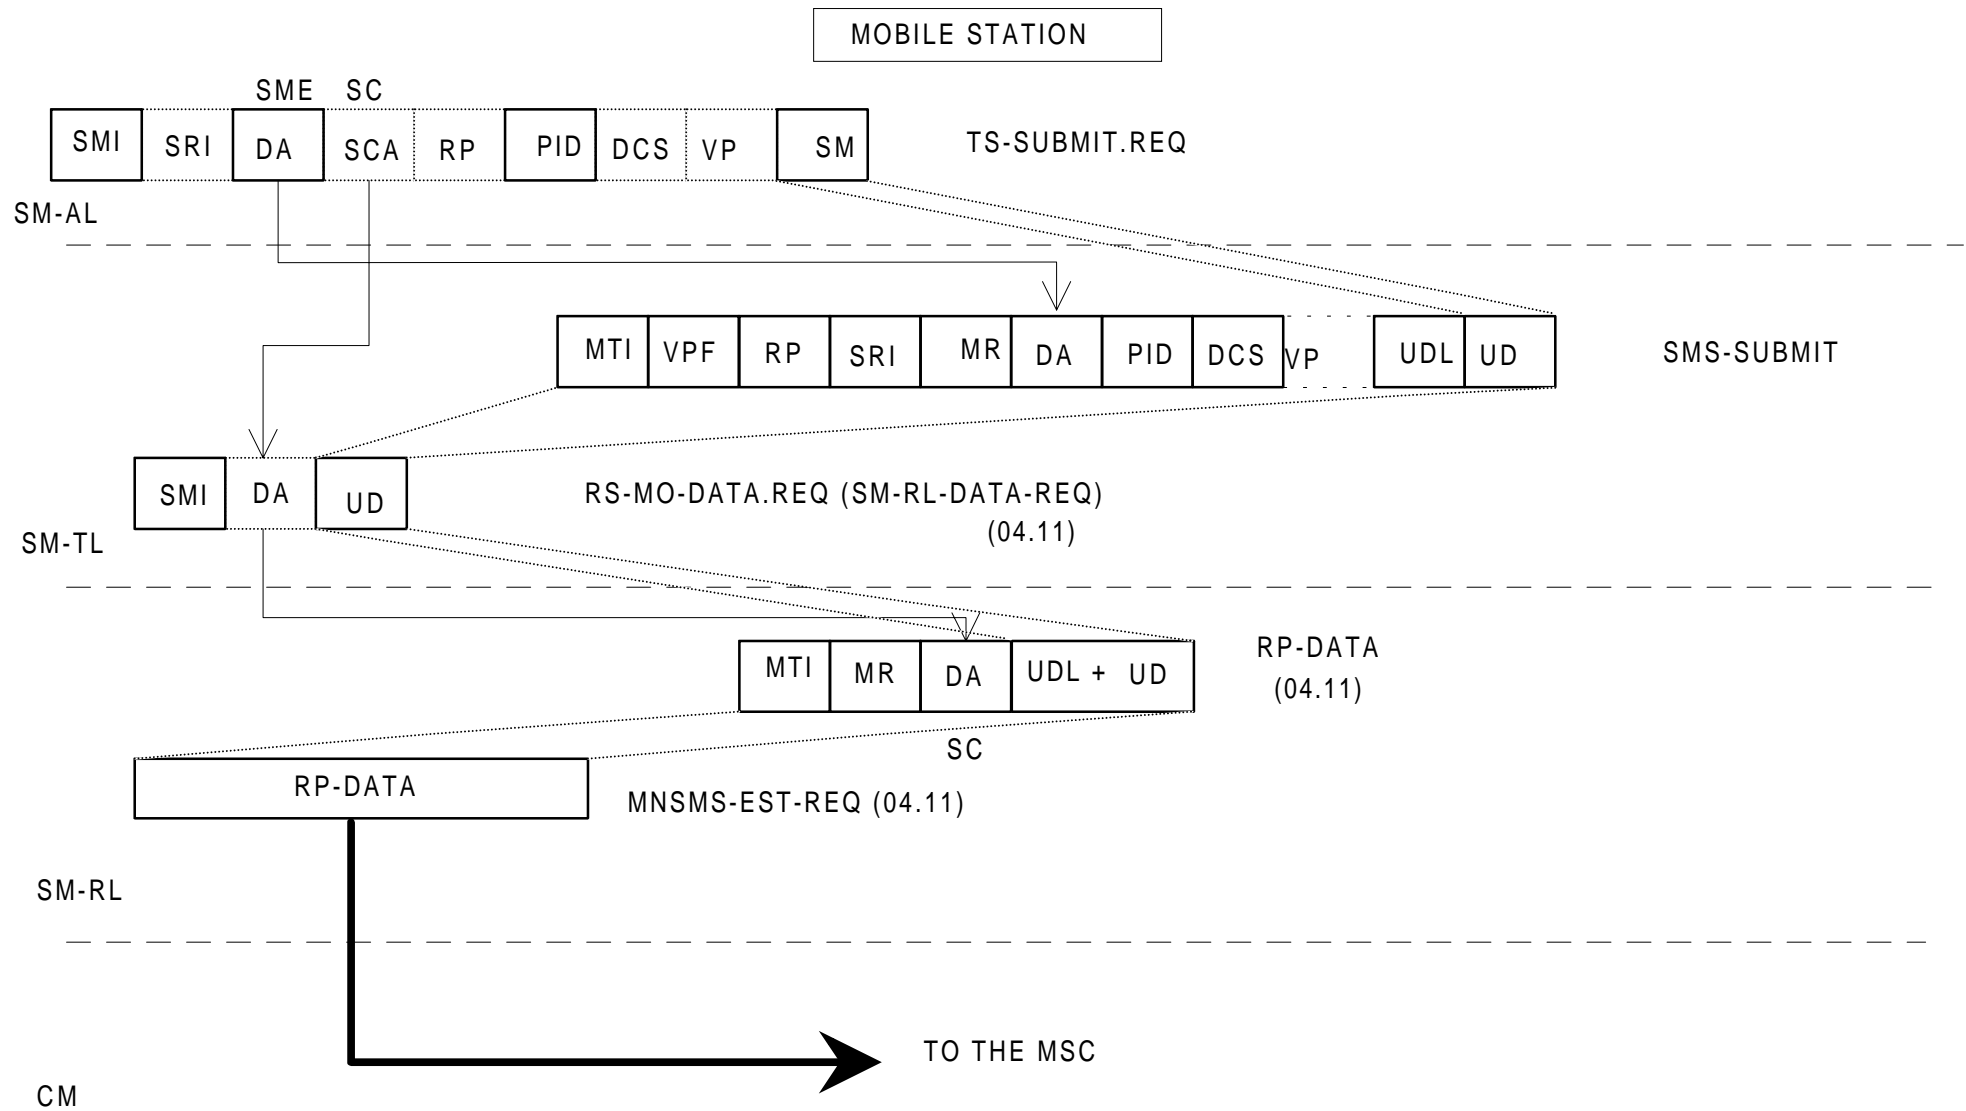 MOBILE STATION
SME SC
SMI SRI DA SCA RP PID DCS VP SM TS-SUBMIT.REQ
SM-AL
MTI VPF RP SRI MR DA PID DCS VP UDL UD SMS-SUBMIT
SMI DA UD RS-MO-DATA.REQ (SM-RL-DATA-REQ)
(04.11)
SM-TL
MTI MR DA UDL + UD RP-DATA
(04.11)
SC
RP-DATA MNSMS-EST-REQ (04.11)
SM-RL
TO THE MSC
CM